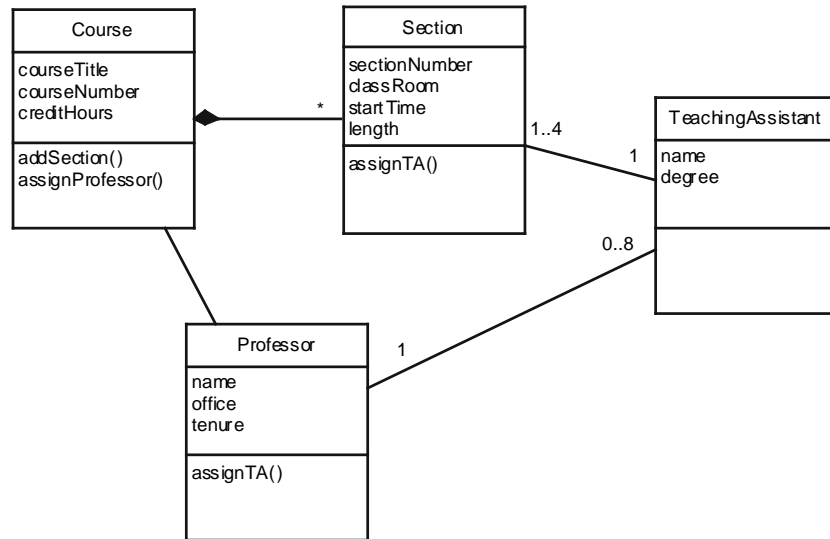 Course
courseTitle
courseNumber
creditHours
addSection()
assignProfessor()
*
Section
sectionNumber
classRoom
startTime
length
assignTA()
1..4
1
TeachingAssistant
name
degree
0..8
1
Professor
name
office
tenure
assignTA()